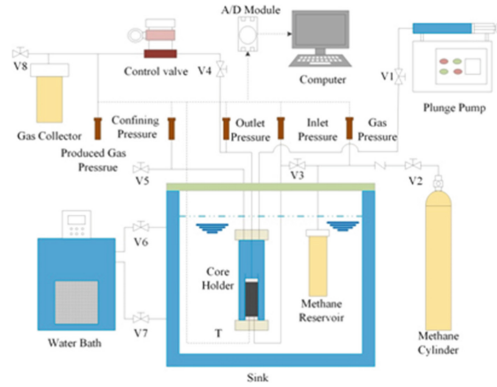 A/D Module
V8
Control valve
V4
Computer
V1
Plunge Pump
Gas Collector
Confining
Pressure
Outlet
Pressure
Inlet
Pressure
Gas
Pressure
Produced Gas
Pressrue
V5
V3
V2
V6
Core
Holder
Methane
Reservoir
V7
T
Water Bath
Methane
Cylinder
Sink